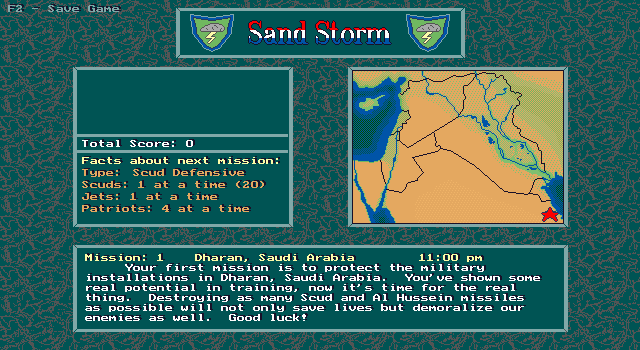 F2 - Save Game
Sand Storm
Total Score: 0
Facts about next mission:
Type: Scud Defensive
Scuds: 1 at a time (20)
Jets: 1 at a time
Patriots: 4 at a time
Mission: 1 Dharan, Saudi Arabia 11:00 pm
Your first mission is to protect the military
installations in Dharan, Saudi Arabia. You've shown some
real potential in training, now it's time for the real
thing. Destroying as many Scud and Al Hussein missiles
as possible will not only save lives but demoralize our
enemies as well. Good luck!